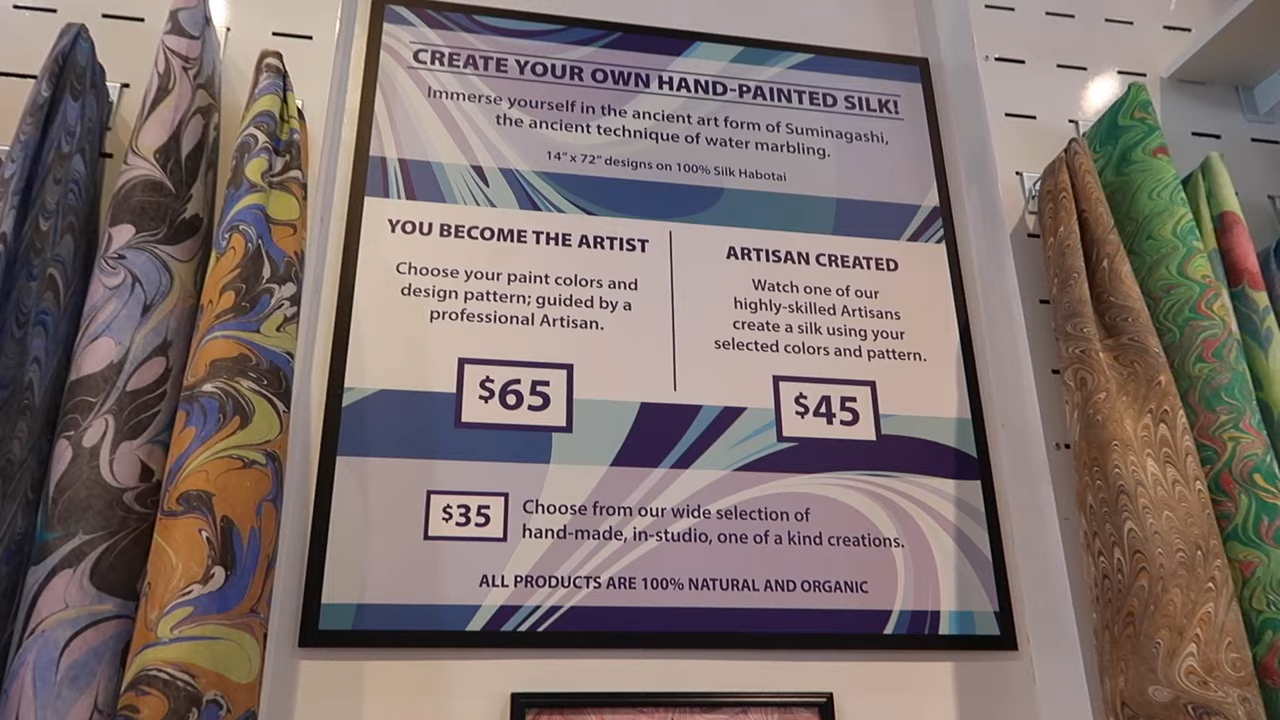 CREATE YOUR OWN HAND-PAINTED SILK!
Immerse yourself in the ancient art form of Suminagashi,
the ancient technique of water marbling.
14" x 72" designs on 100% Silk Habotai
YOU BECOME THE ARTIST
Choose your paint colors and
design pattern; guided by a
professional Artisan.
$65
ARTISAN CREATED
Watch one of our
highly-skilled Artisans
create a silk using your
selected colors and pattern.
$45
$35
Choose from our wide selection of
hand-made, in-studio, one of a kind creations.
ALL PRODUCTS ARE 100% NATURAL AND ORGANIC